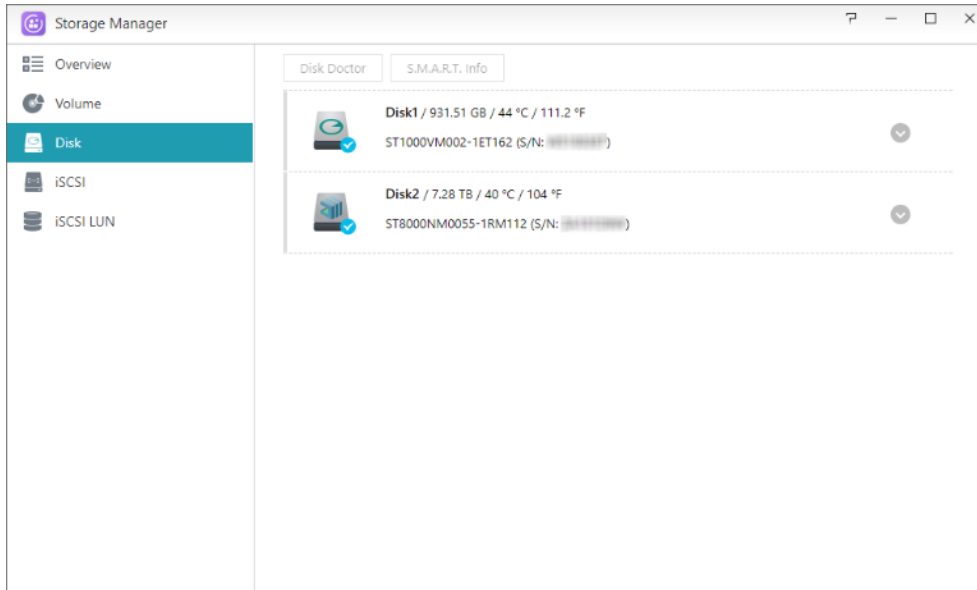 Storage Manager
Overview
Volume
Disk
iSCSI
iSCSI LUN
Disk Doctor
S.M.A.R.T. Info
Disk1 / 931.51 GB / 44 °C / 111.2 °F
ST1000VM002-1ET162 (S/N: )
Disk2 / 7.28 TB / 40 °C / 104 °F
ST8000NM0055-1RM112 (S/N: )